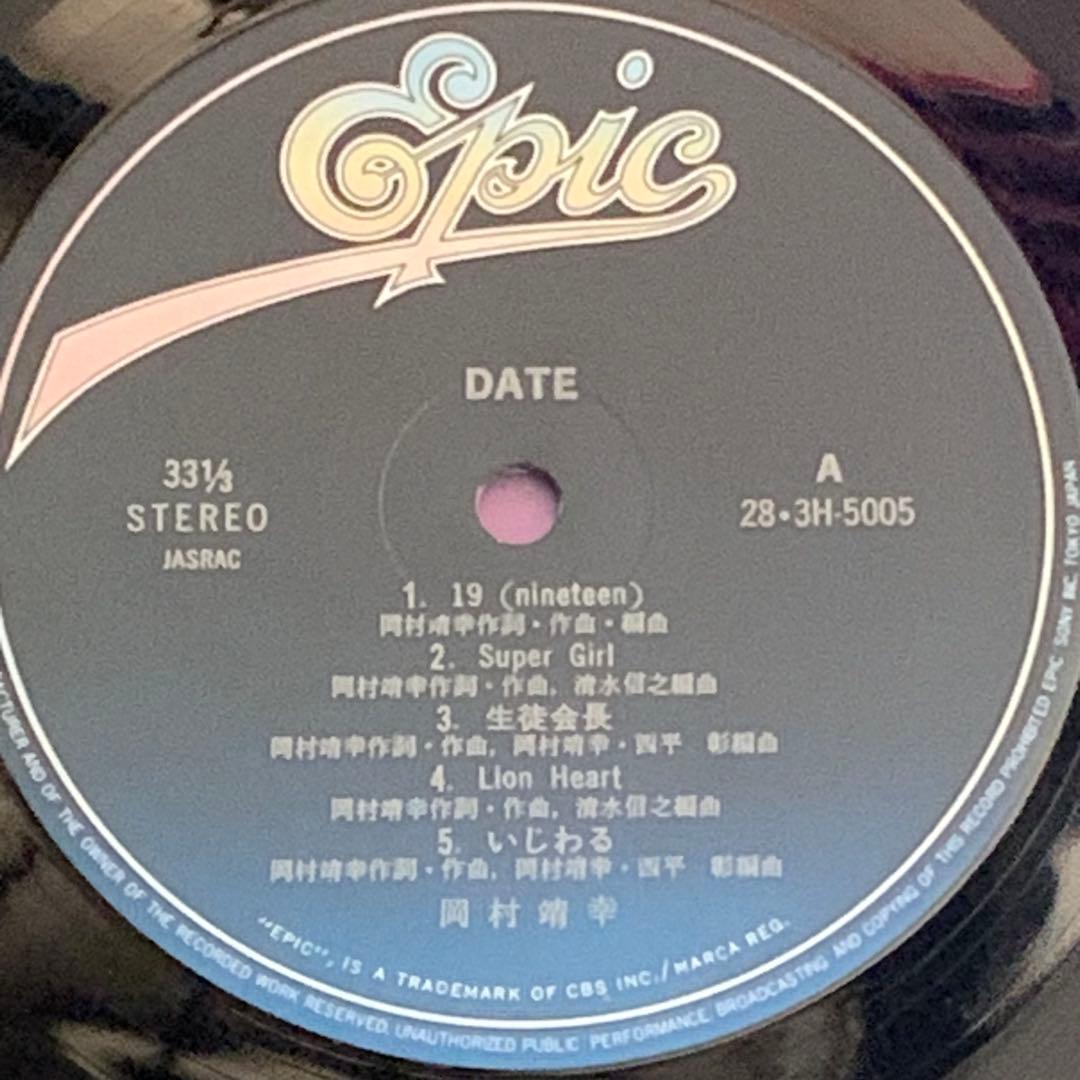 Epic
DATE
33⅓
STEREO
JASRAC
A
28・3H-5005
1. 19 (nineteen)
岡村靖幸作詞・作曲・編曲
2. Super Girl
岡村靖幸作詞・作曲, 清水信之編曲
3. 生徒会長
岡村靖幸作詞・作曲, 岡村靖幸・西平 彰編曲
4. Lion Heart
岡村靖幸作詞・作曲, 清水信之編曲
5. いじわる
岡村靖幸作詞・作曲, 岡村靖幸・西平 彰編曲
岡村靖幸
"EPIC", IS A TRADEMARK OF CBS INC./MARCA REG.
AND OF THE OWNER OF THE RECORDED WORK RESERVED. UNAUTHORIZED PUBLIC PERFORMANCE BROADCASTING AND COPYING OF THIS RECORD PROHIBITED EPIC SONY INC. TOKYO JAPAN